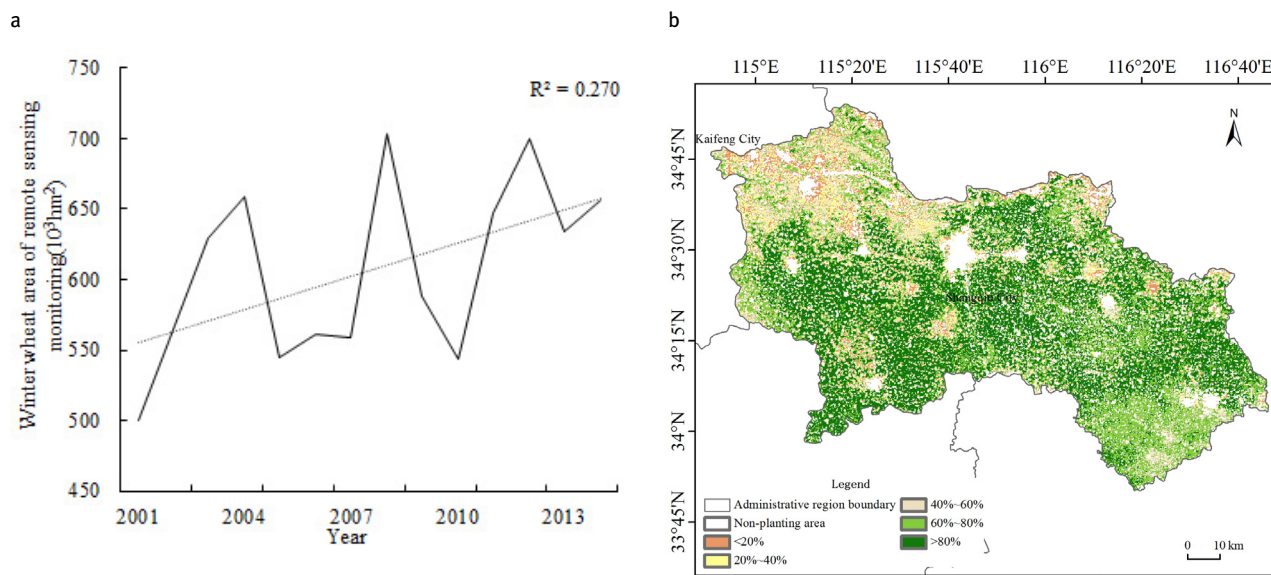 a
750
700
650
600
550
500
450
Winter wheat area of remote sensing
monitoring(10³hm²)
R² = 0.270
2001 2004 2007 2010 2013
Year
b
115°E 115°20'E 115°40'E 116°E 116°20'E 116°40'E
34°45'N
34°30'N
34°15'N
34°N
33°45'N
Kaifeng City
N
Legend
Administrative region boundary
Non-planting area
<20%
20%~40%
40%~60%
60%~80%
>80%
0 10 km